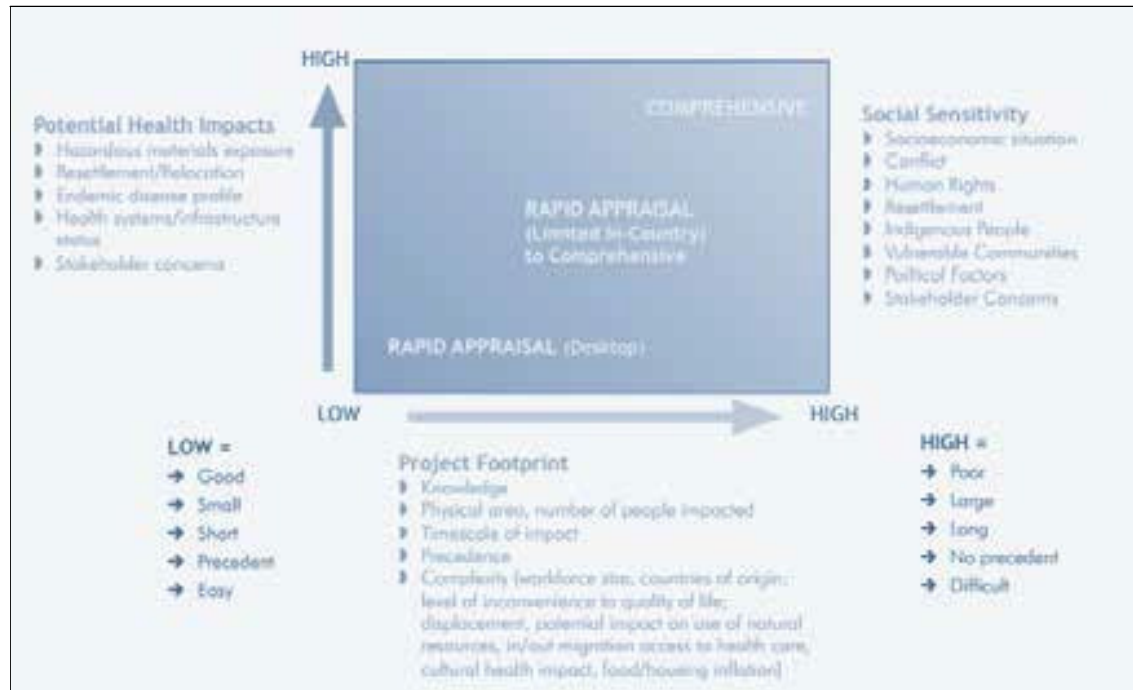 HIGH
COMPREHENSIVE
Potential Health Impacts
Hazardous materials exposure
Resettlement/Relocation
Endemic disease profile
Health systems/infrastructure
status
Stakeholder concerns
RAPID APPRAISAL
(Limited In-Country)
to Comprehensive
RAPID APPRAISAL (Desktop)
Social Sensitivity
Socioeconomic situation
Conflict
Human Rights
Resettlement
Indigenous People
Vulnerable Communities
Political Factors
Stakeholder Concerns
LOW
HIGH
LOW =
Good
Small
Short
Precedent
Easy
Project Footprint
Knowledge
Physical area, number of people impacted
Timescale of impact
Precedence
Complexity (workforce size, countries of origin;
level of inconvenience to quality of life;
displacement, potential impact on use of natural
resources, in/out migration access to health care,
cultural health impact, food/housing inflation)
HIGH =
Poor
Large
Long
No precedent
Difficult